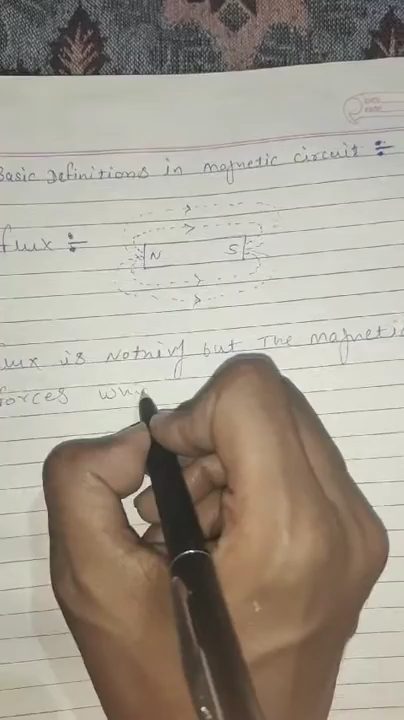 Basic Definitions in magnetic circuit :-
flux :-
N S
flux is Nothing but The magnetic
forces